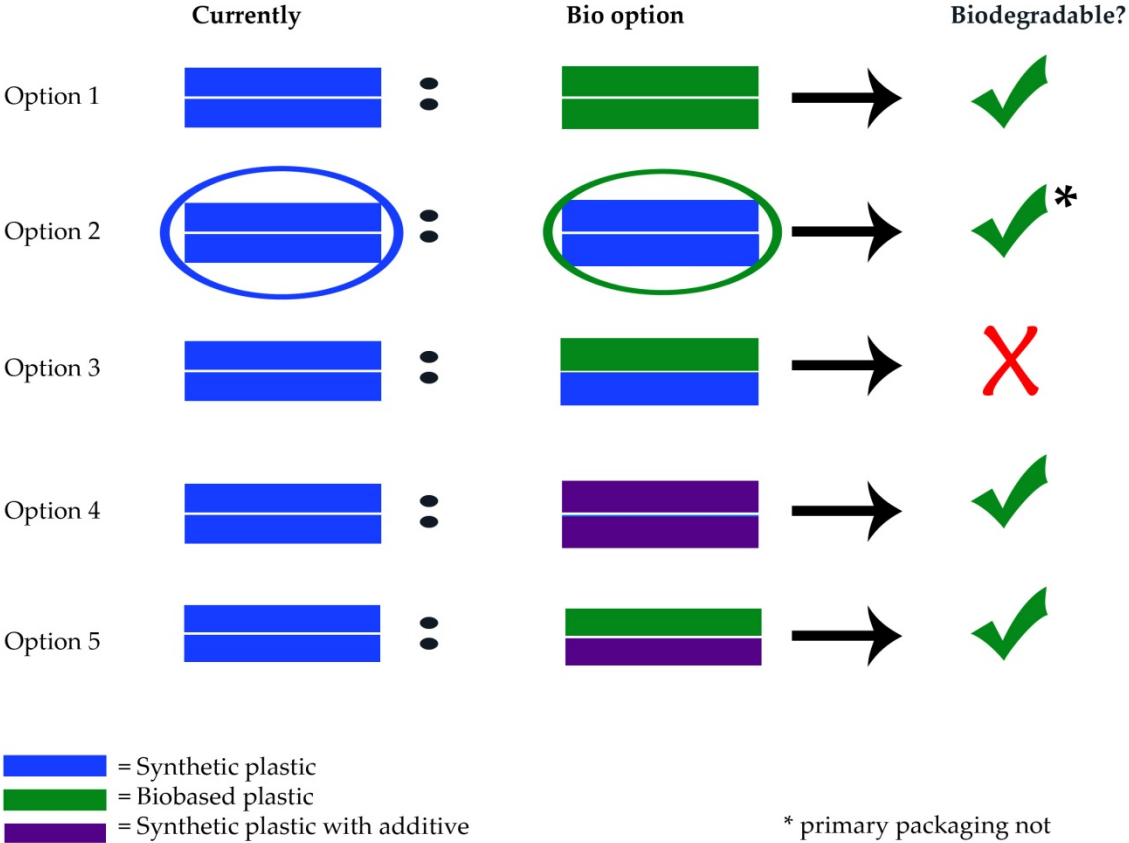 Currently Bio option Biodegradable?
Option 1
Option 2 *
Option 3
Option 4
Option 5
= Synthetic plastic
= Biobased plastic
= Synthetic plastic with additive
* primary packaging not